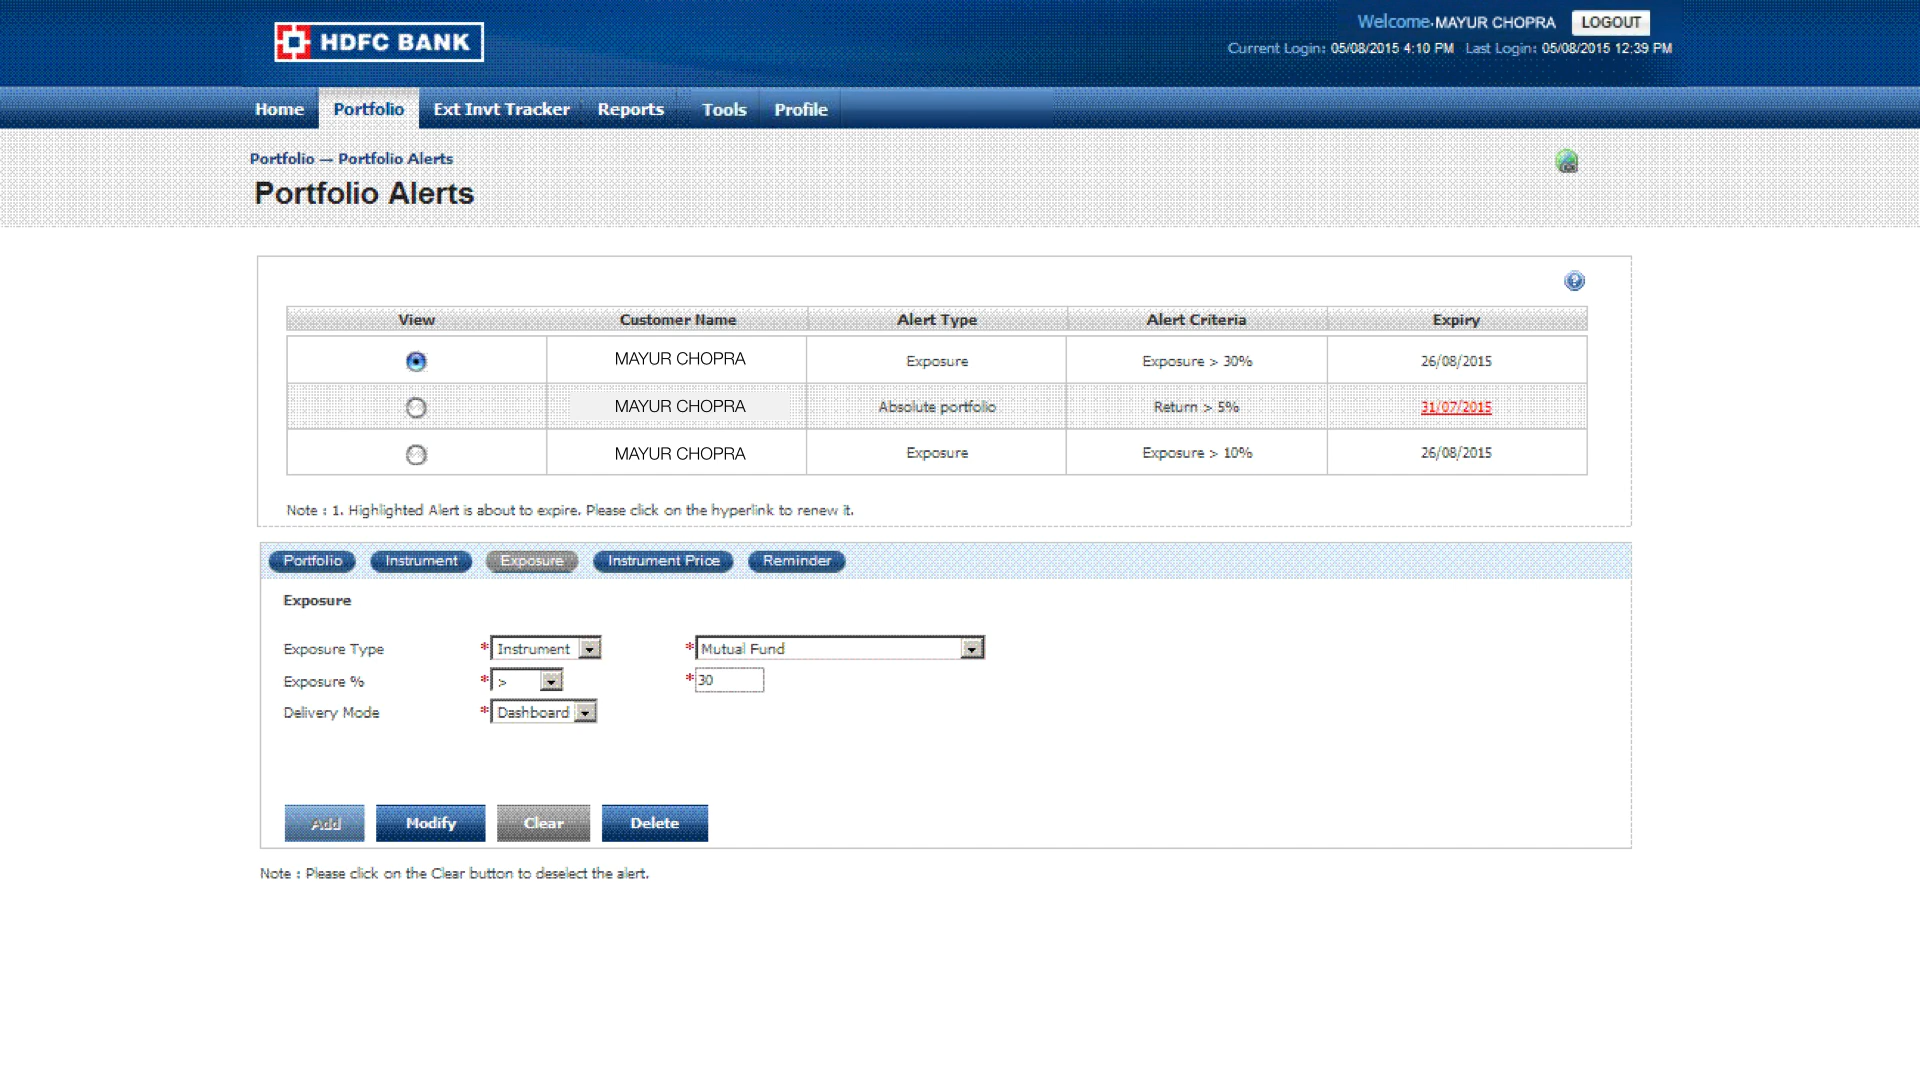 HDFC BANK
Welcome MAYUR CHOPRA LOGOUT
Current Login: 05/08/2015 4:10 PM Last Login: 05/08/2015 12:39 PM
Home Portfolio Ext Invt Tracker Reports Tools Profile
Portfolio — Portfolio Alerts
Portfolio Alerts
View Customer Name Alert Type Alert Criteria Expiry
MAYUR CHOPRA Exposure Exposure > 30% 26/08/2015
MAYUR CHOPRA Absolute portfolio Return > 5% 31/07/2015
MAYUR CHOPRA Exposure Exposure > 10% 26/08/2015
Note : 1. Highlighted Alert is about to expire. Please click on the hyperlink to renew it.
Portfolio Instrument Exposure Instrument Price Reminder
Exposure
Exposure Type * Instrument * Mutual Fund
Exposure % * > * 30
Delivery Mode * Dashboard
Add Modify Clear Delete
Note : Please click on the Clear button to deselect the alert.